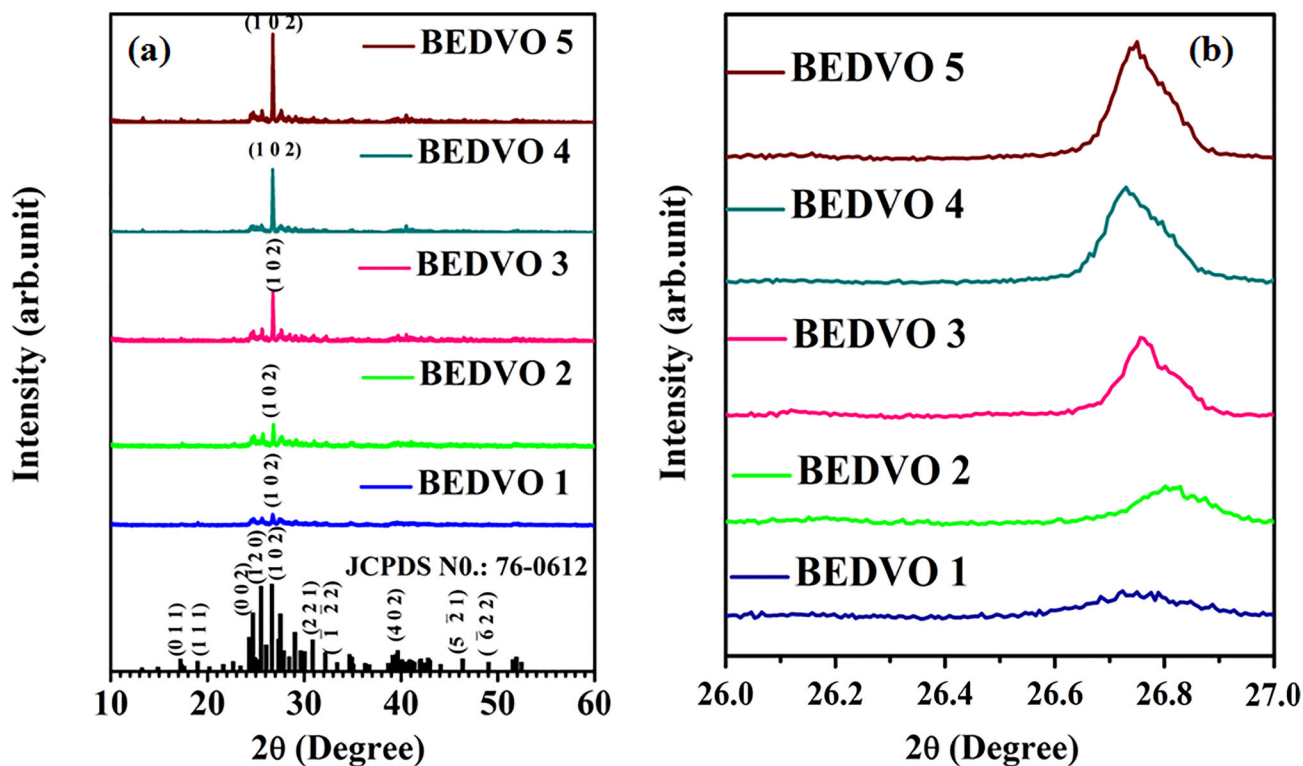 (a)
(1 0 2)
BEDVO 5
(1 0 2)
BEDVO 4
(1 0 2)
BEDVO 3
(1 0 2)
BEDVO 2
(1 0 2)
BEDVO 1
JCPDS N0.: 76-0612
(0 1 1)
(1 1 1)
(0 0 2)
(1̅ 2 0)
(1 0 2)
(2 2̅ 1)
(1̅ 2̅ 2)
(4 0 2)
(5 2̅ 1)
(6̅ 2 2)
10 20 30 40 50 60
2θ (Degree)
Intensity (arb.unit)
(b)
BEDVO 5
BEDVO 4
BEDVO 3
BEDVO 2
BEDVO 1
26.0 26.2 26.4 26.6 26.8 27.0
2θ (Degree)
Intensity (arb.unit)